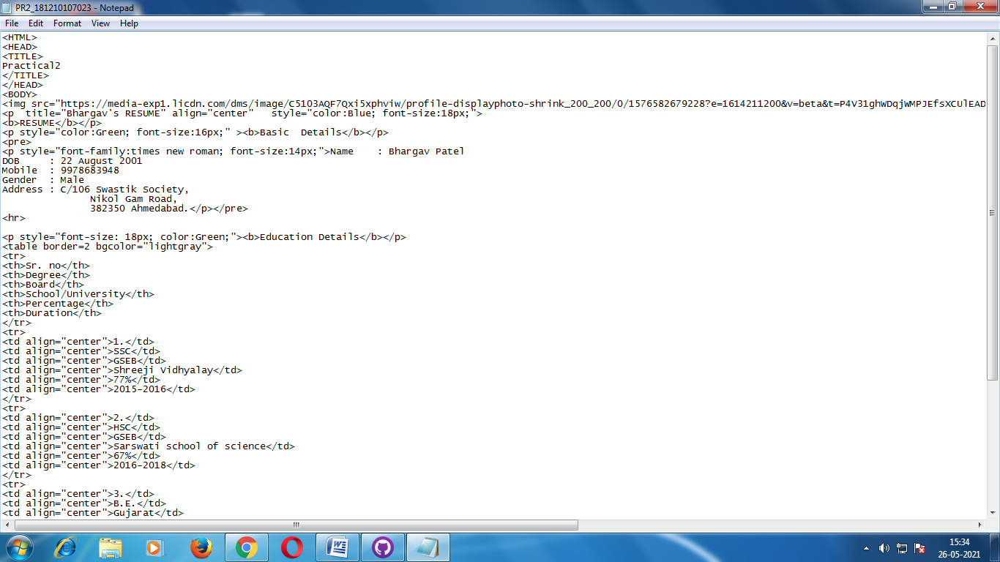 PR2_181210107023 - Notepad
File Edit Format View Help
<HTML>
<HEAD>
<TITLE>
Practical2
</TITLE>
</HEAD>
<BODY>
<img src="https://media-exp1.licdn.com/dms/image/C5103AQF7Qxi5xphviw/profile-displayphoto-shrink_200_200/0/1576582679228?e=1614211200&v=beta&t=P4V31ghWDqjWMPJEfsXCUlEAD
<p  title="Bhargav's RESUME" align="center"   style="color:Blue; font-size:18px;">
<b>RESUME</b></p>
<p style="color:Green; font-size:16px;" ><b>Basic  Details</b></p>
<pre>
<p style="font-family:times new roman; font-size:14px;">Name    : Bhargav Patel
DOB     : 22 August 2001
Mobile  : 9978683948
Gender  : Male
Address : C/106 Swastik Society,
               Nikol Gam Road,
               382350 Ahmedabad.</p></pre>
<hr>

<p style="font-size: 18px; color:Green;"><b>Education Details</b></p>
<table border=2 bgcolor="lightgray">
<tr>
<th>Sr. no</th>
<th>Degree</th>
<th>Board</th>
<th>School/University</th>
<th>Percentage</th>
<th>Duration</th>
</tr>
<tr>
<td align="center">1.</td>
<td align="center">SSC</td>
<td align="center">GSEB</td>
<td align="center">Shreeji Vidhyalay</td>
<td align="center">77%</td>
<td align="center">2015-2016</td>
</tr>
<tr>
<td align="center">2.</td>
<td align="center">HSC</td>
<td align="center">GSEB</td>
<td align="center">Sarswati school of science</td>
<td align="center">67%</td>
<td align="center">2016-2018</td>
</tr>
<tr>
<td align="center">3.</td>
<td align="center">B.E.</td>
<td align="center">Gujarat</td>
15:34
26-05-2021